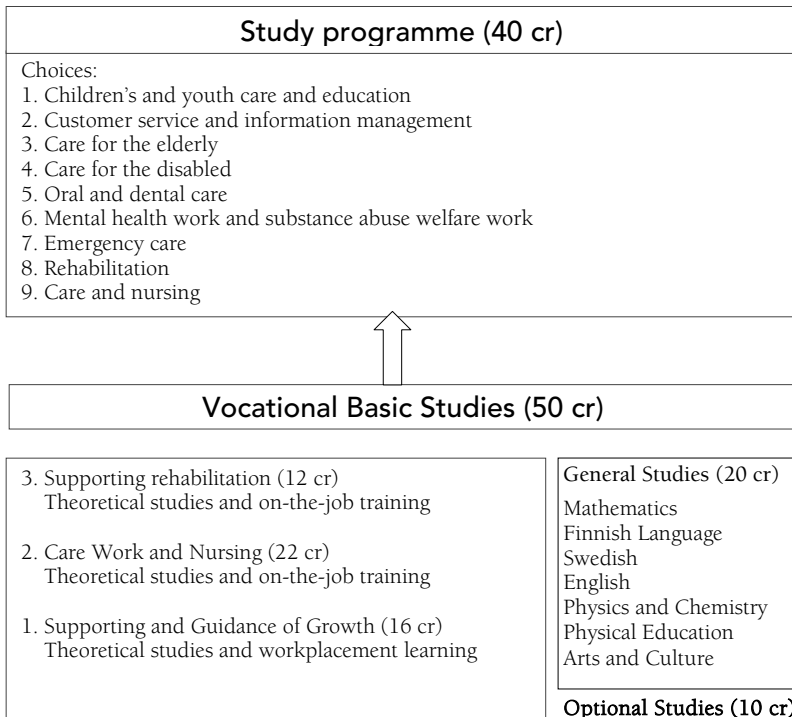 Study programme (40 cr)
Choices:
1. Children's and youth care and education
2. Customer service and information management
3. Care for the elderly
4. Care for the disabled
5. Oral and dental care
6. Mental health work and substance abuse welfare work
7. Emergency care
8. Rehabilitation
9. Care and nursing
Vocational Basic Studies (50 cr)
3. Supporting rehabilitation (12 cr)
Theoretical studies and on-the-job training
2. Care Work and Nursing (22 cr)
Theoretical studies and on-the-job training
1. Supporting and Guidance of Growth (16 cr)
Theoretical studies and workplacement learning
General Studies (20 cr)
Mathematics
Finnish Language
Swedish
English
Physics and Chemistry
Physical Education
Arts and Culture
Optional Studies (10 cr)